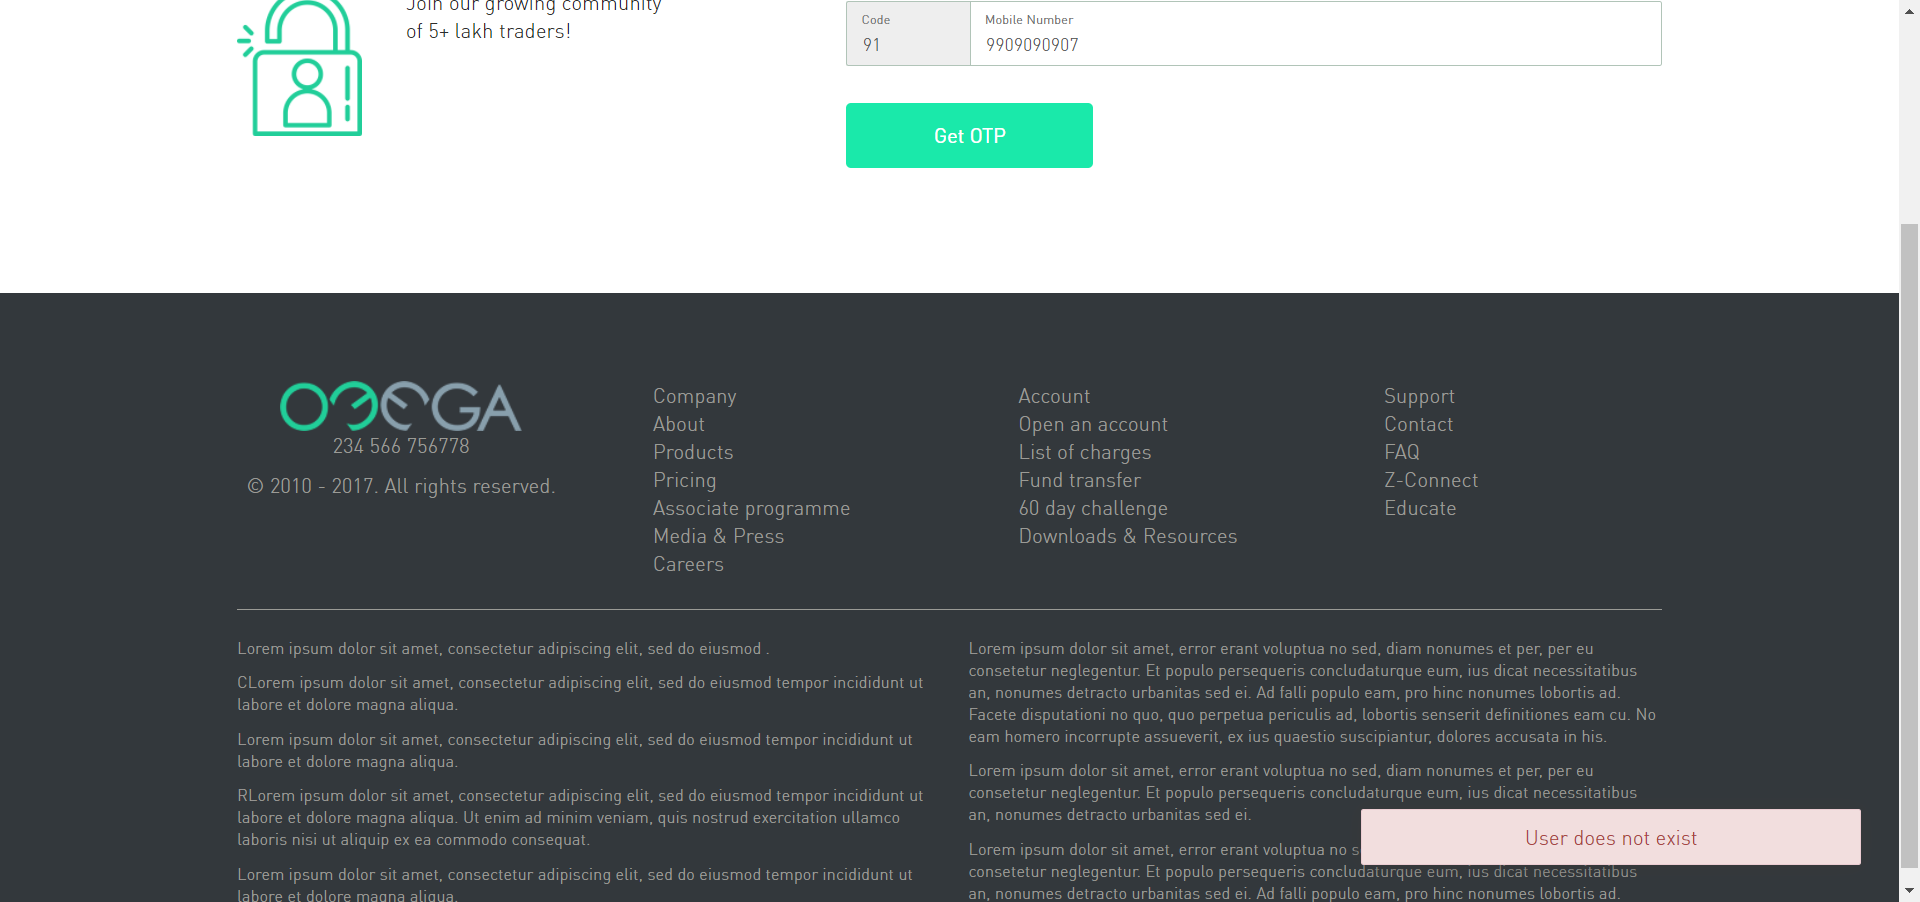 Join our growing community
of 5+ lakh traders!
Code
91
Mobile Number
9909090907
Get OTP
OMEGA
234 566 756778
© 2010 - 2017. All rights reserved.
Company
About
Products
Pricing
Associate programme
Media & Press
Careers
Account
Open an account
List of charges
Fund transfer
60 day challenge
Downloads & Resources
Support
Contact
FAQ
Z-Connect
Educate
Lorem ipsum dolor sit amet, consectetur adipiscing elit, sed do eiusmod .
CLorem ipsum dolor sit amet, consectetur adipiscing elit, sed do eiusmod tempor incididunt ut
labore et dolore magna aliqua.
Lorem ipsum dolor sit amet, consectetur adipiscing elit, sed do eiusmod tempor incididunt ut
labore et dolore magna aliqua.
RLorem ipsum dolor sit amet, consectetur adipiscing elit, sed do eiusmod tempor incididunt ut
labore et dolore magna aliqua. Ut enim ad minim veniam, quis nostrud exercitation ullamco
laboris nisi ut aliquip ex ea commodo consequat.
Lorem ipsum dolor sit amet, consectetur adipiscing elit, sed do eiusmod tempor incididunt ut
labore et dolore magna aliqua.
Lorem ipsum dolor sit amet, error erant voluptua no sed, diam nonumes et per, per eu
consetetur neglegentur. Et populo persequeris concludaturque eum, ius dicat necessitatibus
an, nonumes detracto urbanitas sed ei. Ad falli populo eam, pro hinc nonumes lobortis ad.
Facete disputationi no quo, quo perpetua periculis ad, lobortis senserit definitiones eam cu. No
eam homero incorrupte assueverit, ex ius quaestio suscipiantur, dolores accusata in his.
Lorem ipsum dolor sit amet, error erant voluptua no sed, diam nonumes et per, per eu
consetetur neglegentur. Et populo persequeris concludaturque eum, ius dicat necessitatibus
an, nonumes detracto urbanitas sed ei.
Lorem ipsum dolor sit amet, error erant voluptua no
consetetur neglegentur. Et populo persequeris concludaturque eum, ius dicat necessitatibus
an, nonumes detracto urbanitas sed ei. Ad falli populo eam, pro hinc nonumes lobortis ad.
User does not exist